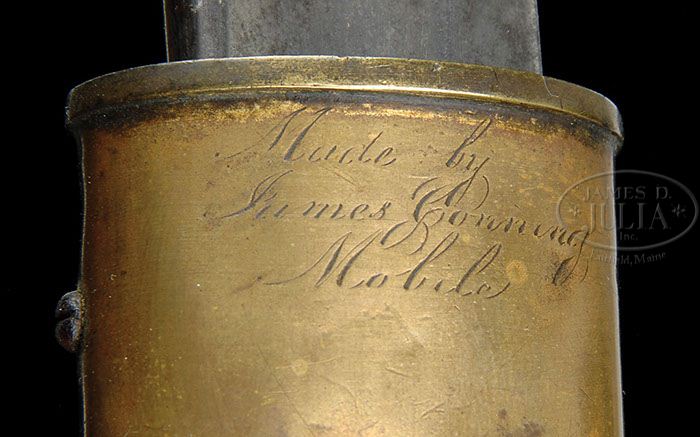 Made by
James Conning
Mobile
JAMES D.
JULIA
Inc.
Fairfield, Maine